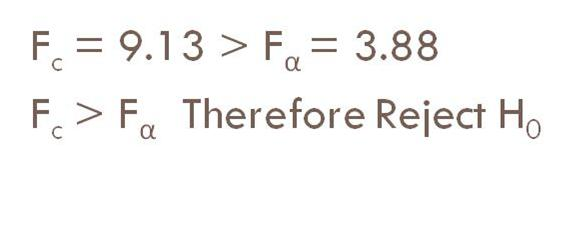 F꜀ = 9.13 > Fα = 3.88
F꜀ > Fα Therefore Reject H₀